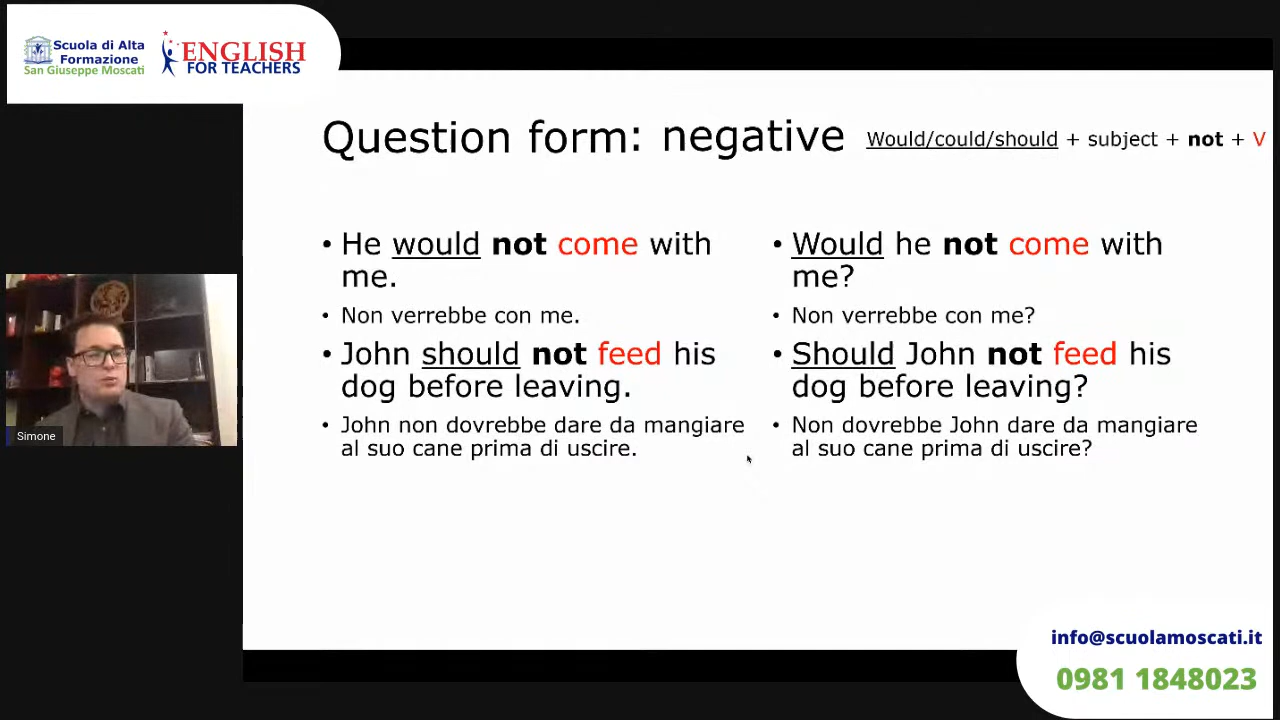 Scuola di Alta
Formazione
San Giuseppe Moscati
ENGLISH
FOR TEACHERS
Question form: negative
Would/could/should + subject + not + V
• He would not come with
me.
• Non verrebbe con me.
• John should not feed his
dog before leaving.
• John non dovrebbe dare da mangiare
al suo cane prima di uscire.
• Would he not come with
me?
• Non verrebbe con me?
• Should John not feed his
dog before leaving?
• Non dovrebbe John dare da mangiare
al suo cane prima di uscire?
Simone
info@scuolamoscati.it
0981 1848023